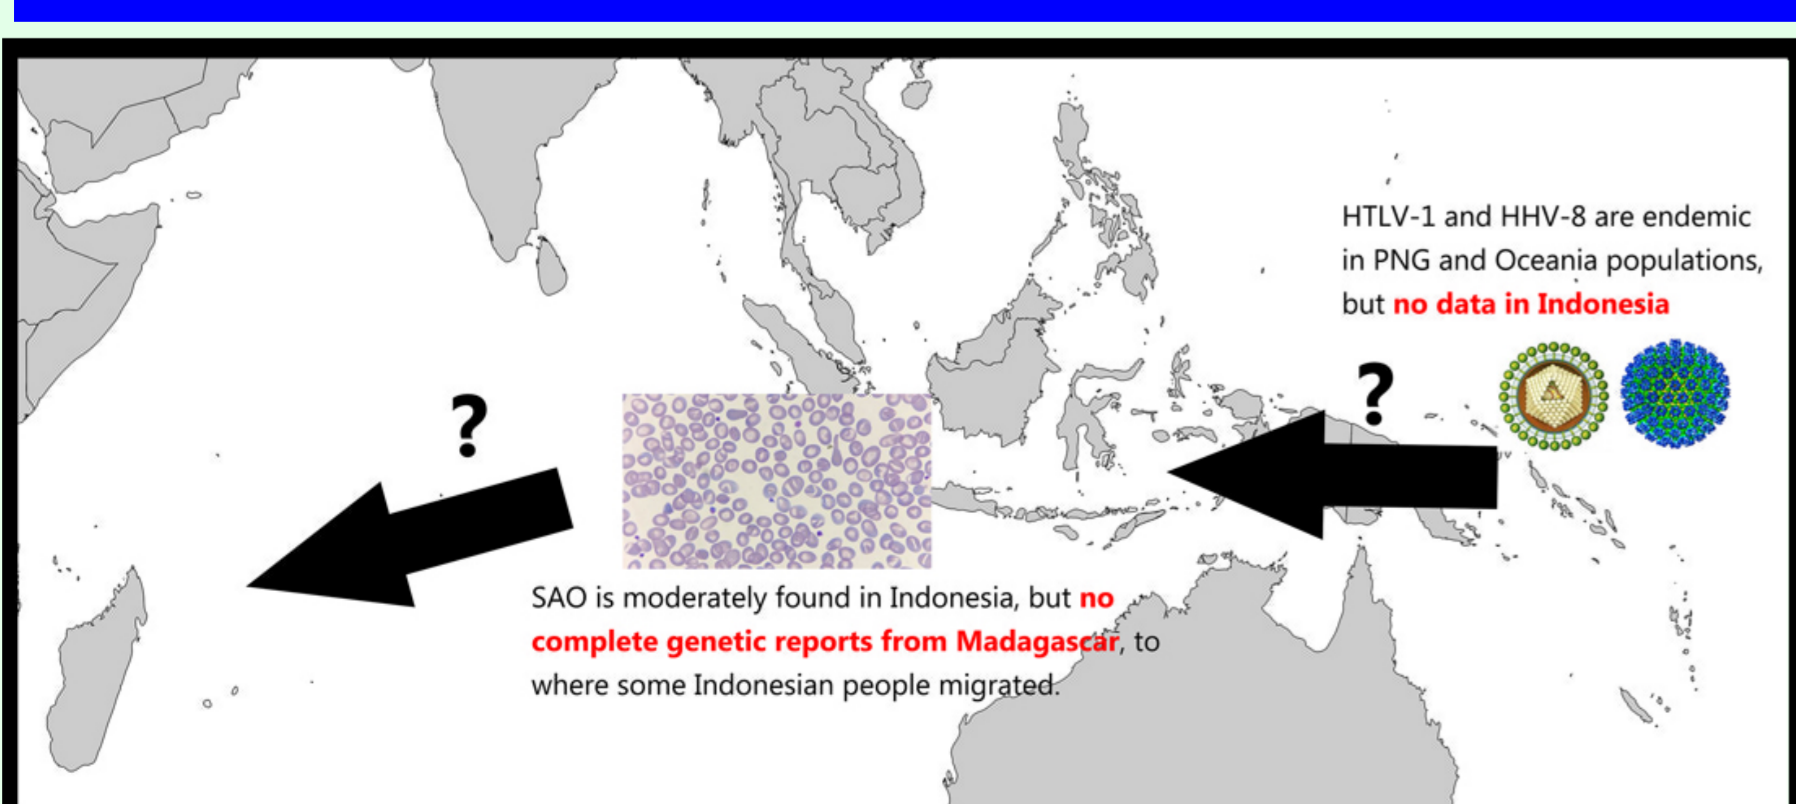 HTLV-1 and HHV-8 are endemic
in PNG and Oceania populations,
but no data in Indonesia
?
?
SAO is moderately found in Indonesia, but no
complete genetic reports from Madagascar, to
where some Indonesian people migrated.